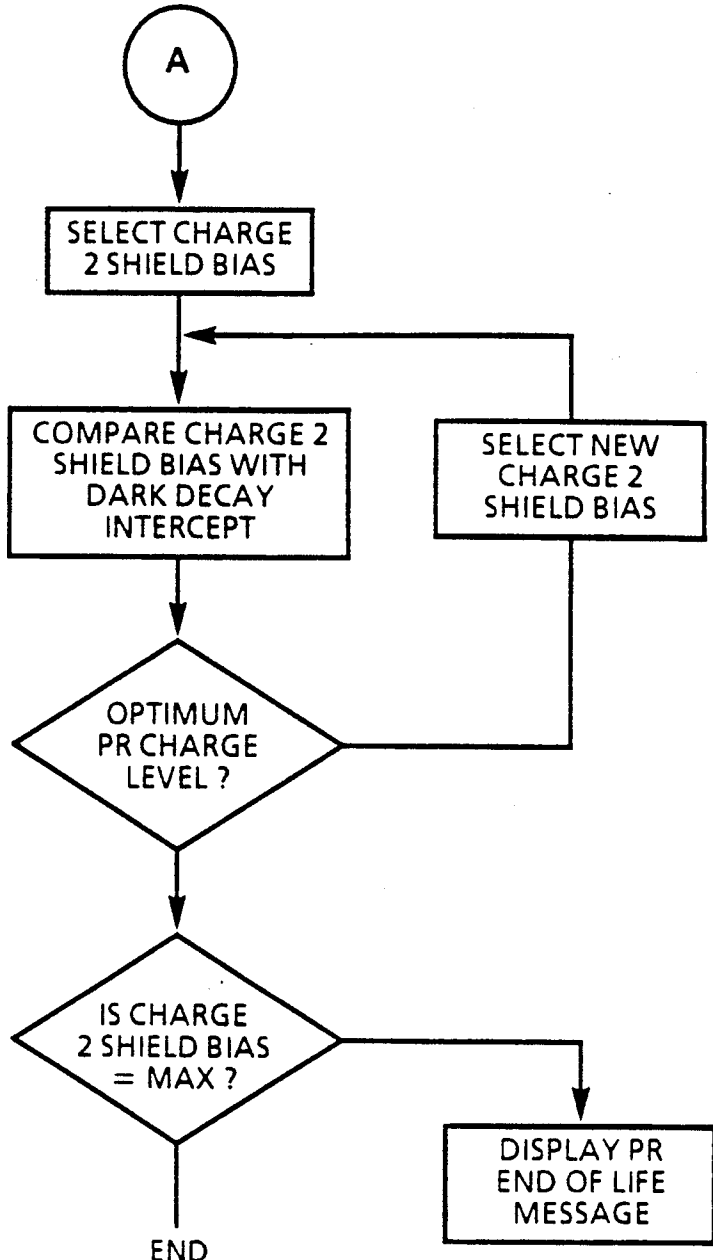 A
SELECT CHARGE
2 SHIELD BIAS
COMPARE CHARGE 2
SHIELD BIAS WITH
DARK DECAY
INTERCEPT
SELECT NEW
CHARGE 2
SHIELD BIAS
OPTIMUM
PR CHARGE
LEVEL ?
IS CHARGE
2 SHIELD BIAS
= MAX ?
DISPLAY PR
END OF LIFE
MESSAGE
END